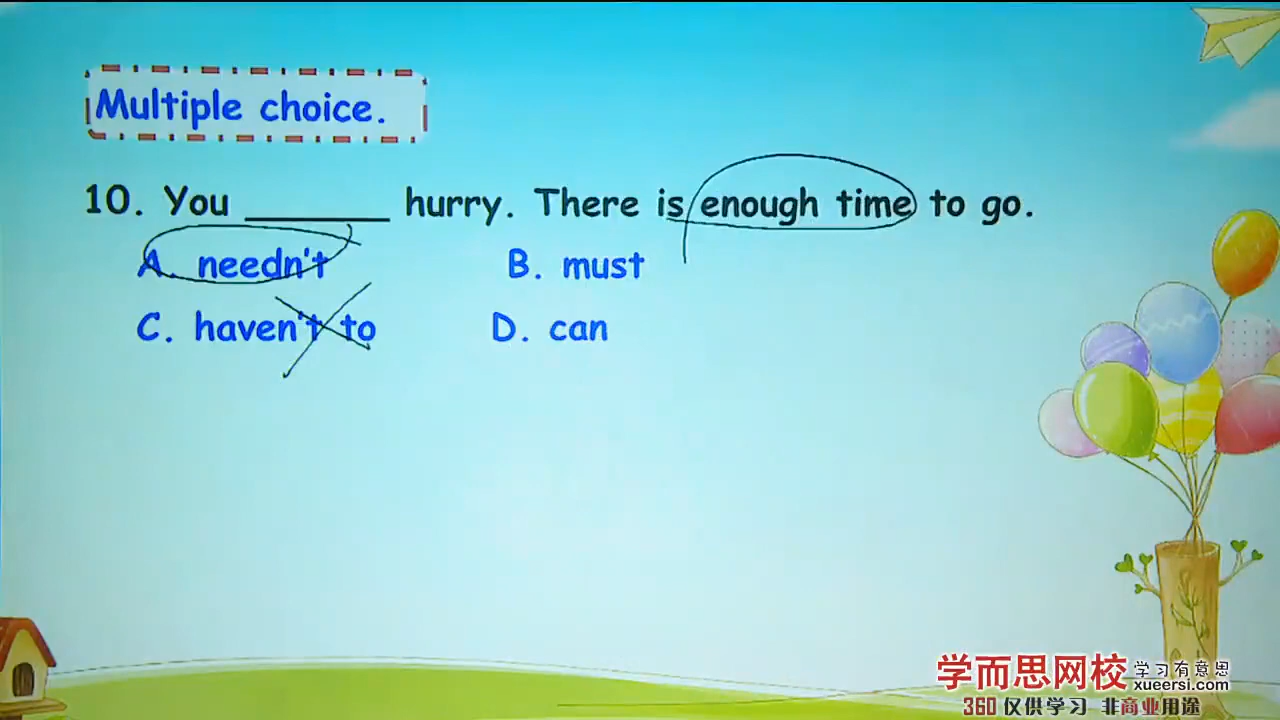 Multiple choice.
10. You ________ hurry. There is enough time to go.
A. needn't B. must
C. haven't to D. can
学而思网校 学习有意思
xueersi.com
360 仅供学习 非商业用途